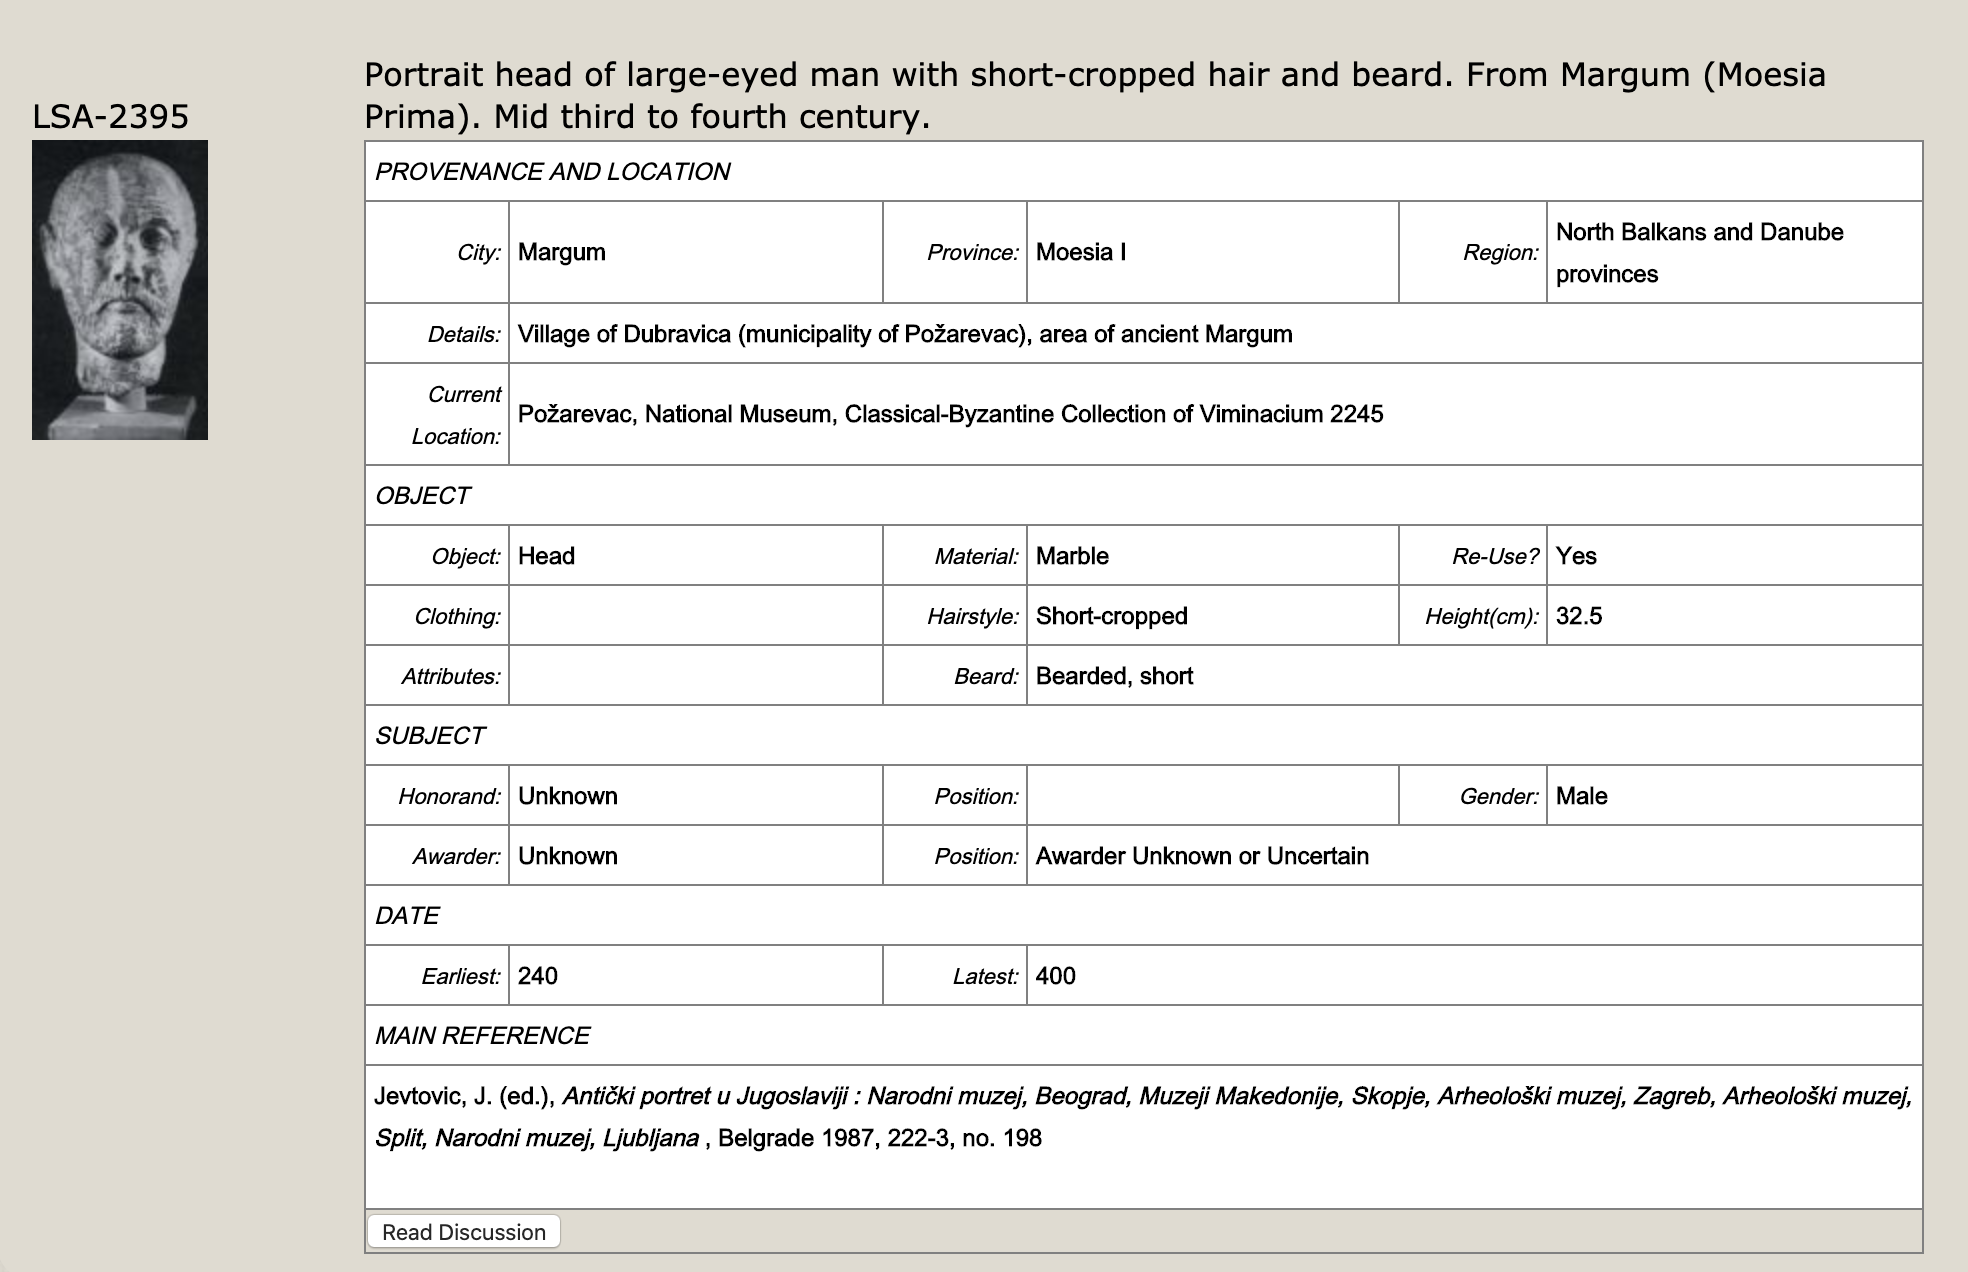 LSA-2395
Portrait head of large-eyed man with short-cropped hair and beard. From Margum (Moesia
Prima). Mid third to fourth century.
PROVENANCE AND LOCATION
City: Margum Province: Moesia I Region: North Balkans and Danube
provinces
Details: Village of Dubravica (municipality of Požarevac), area of ancient Margum
Current
Location: Požarevac, National Museum, Classical-Byzantine Collection of Viminacium 2245
OBJECT
Object: Head Material: Marble Re-Use? Yes
Clothing: Hairstyle: Short-cropped Height(cm): 32.5
Attributes: Beard: Bearded, short
SUBJECT
Honorand: Unknown Position: Gender: Male
Awarder: Unknown Position: Awarder Unknown or Uncertain
DATE
Earliest: 240 Latest: 400
MAIN REFERENCE
Jevtovic, J. (ed.), Antički portret u Jugoslaviji : Narodni muzej, Beograd, Muzeji Makedonije, Skopje, Arheološki muzej, Zagreb, Arheološki muzej,
Split, Narodni muzej, Ljubljana , Belgrade 1987, 222-3, no. 198
Read Discussion